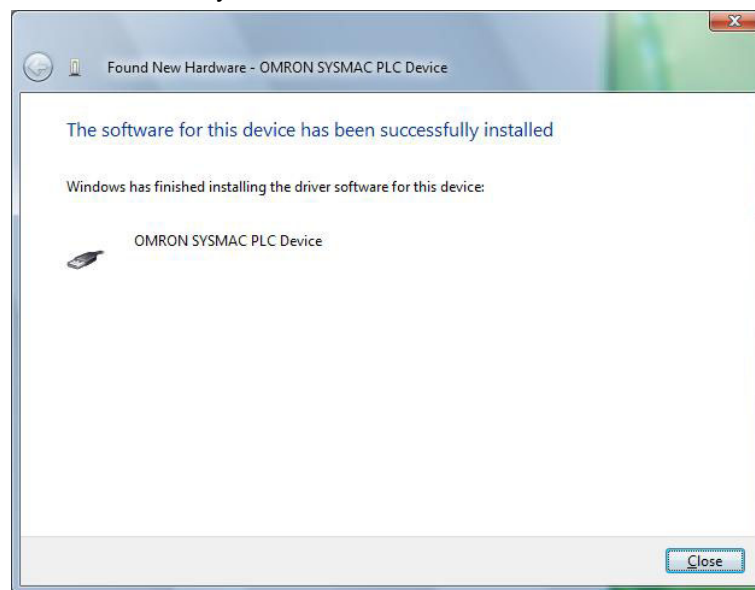 Found New Hardware - OMRON SYSMAC PLC Device
The software for this device has been successfully installed
Windows has finished installing the driver software for this device:
OMRON SYSMAC PLC Device
Close